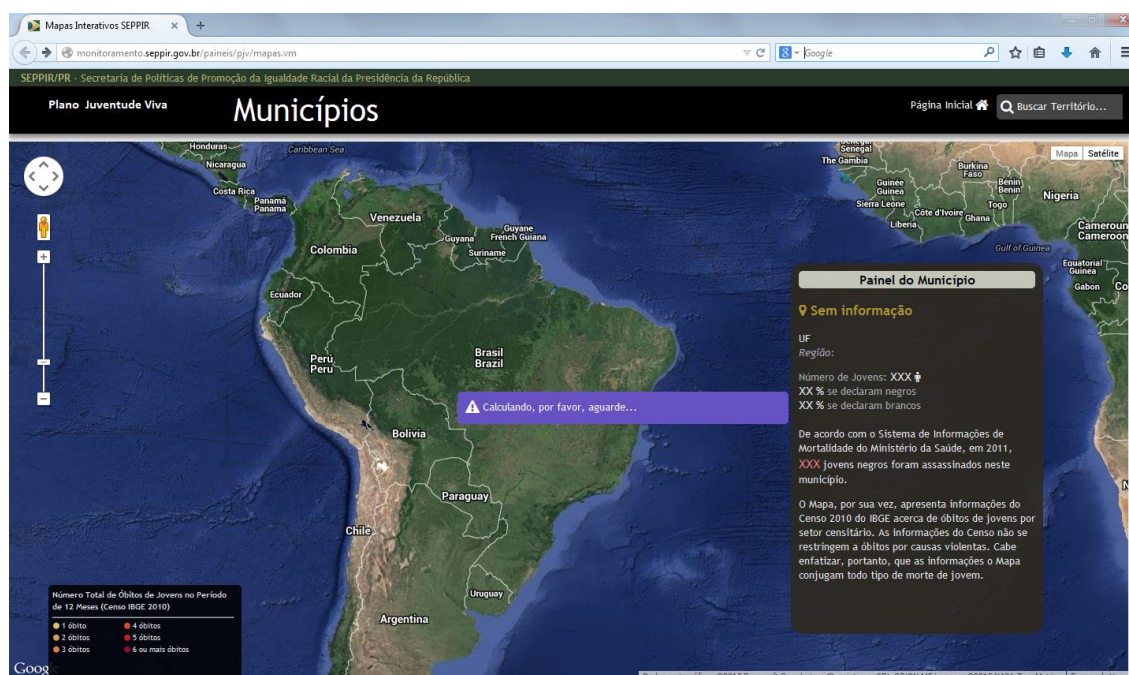 Mapas Interativos SEPPIR
monitoramento.seppir.gov.br/paineis/pjv/mapas.vm
Google
SEPPIR/PR - Secretaria de Políticas de Promoção da Igualdade Racial da Presidência da República
Plano Juventude Viva
Municípios
Página Inicial
Buscar Território...
Mapa
Satélite
Honduras
Nicaragua
Caribbean Sea
Costa Rica
Panamá
Panama
Venezuela
Colombia
Guyana
Guyane
French Guiana
Suriname
Ecuador
Perú
Peru
Brasil
Brazil
Bolivia
Paraguay
Chile
Uruguay
Argentina
Senegal
The Gambia
Guinée
Guinea
Sierra Leone
Liberia
Côte d'Ivoire
Burkina
Faso
Ghana
Togo
Bénin
Benin
Nigeria
Cameroun
Cameroon
Gulf of Guinea
Equatorial
Guinea
Gabon
Calculando, por favor, aguarde...
Painel do Município
Sem informação
UF
Região:
Número de Jovens: XXX
XX % se declaram negros
XX % se declaram brancos
De acordo com o Sistema de Informações de
Mortalidade do Ministério da Saúde, em 2011,
XXX jovens negros foram assassinados neste
município.
O Mapa, por sua vez, apresenta informações do
Censo 2010 do IBGE acerca de óbitos de jovens por
setor censitário. As informações do Censo não se
restringem a óbitos por causas violentas. Cabe
enfatizar, portanto, que as informações o Mapa
conjugam todo tipo de morte de jovem.
Número Total de Óbitos de Jovens no Período
de 12 Meses (Censo IBGE 2010)
1 óbito
2 óbitos
3 óbitos
4 óbitos
5 óbitos
6 ou mais óbitos
Google